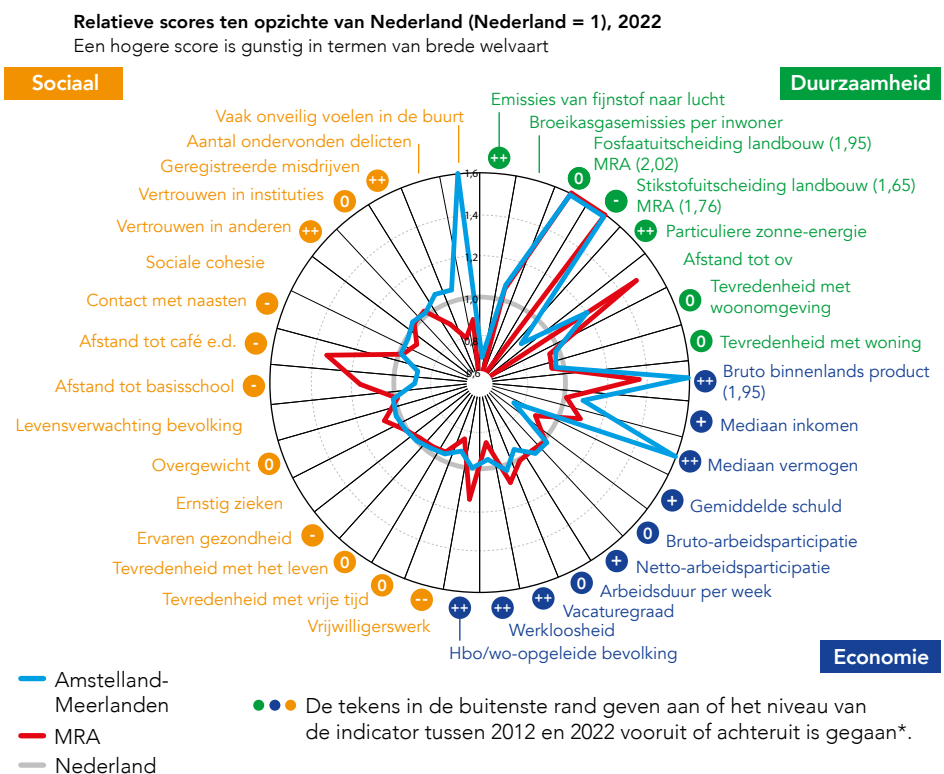 Relatieve scores ten opzichte van Nederland (Nederland = 1), 2022
Een hogere score is gunstig in termen van brede welvaart
Sociaal
Duurzaamheid
Emissies van fijnstof naar lucht
Broeikasgasemissies per inwoner
Fosfaatuitscheiding landbouw (1,95)
MRA (2,02)
Stikstofuitscheiding landbouw (1,65)
MRA (1,76)
Particuliere zonne-energie
Afstand tot ov
Tevredenheid met
woonomgeving
Tevredenheid met woning
Bruto binnenlands product
(1,95)
Mediaan inkomen
Mediaan vermogen
Gemiddelde schuld
Bruto-arbeidsparticipatie
Netto-arbeidsparticipatie
Arbeidsduur per week
Vacaturegraad
Werkloosheid
Hbo/wo-opgeleide bevolking
Vrijwilligerswerk
Tevredenheid met vrije tijd
Tevredenheid met het leven
Ervaren gezondheid
Ernstig zieken
Overgewicht
Levensverwachting bevolking
Afstand tot basisschool
Afstand tot café e.d.
Contact met naasten
Sociale cohesie
Vertrouwen in anderen
Vertrouwen in instituties
Geregistreerde misdrijven
Aantal ondervonden delicten
Vaak onveilig voelen in de buurt
++
0
-
++
0
0
++
+
++
+
0
+
0
++
++
++
--
0
0
-
0
-
-
-
++
0
++
1,6
1,4
1,2
1,0
0,8
0,6
Economie
Amstelland-
Meerlanden
MRA
Nederland
De tekens in de buitenste rand geven aan of het niveau van
de indicator tussen 2012 en 2022 vooruit of achteruit is gegaan*.